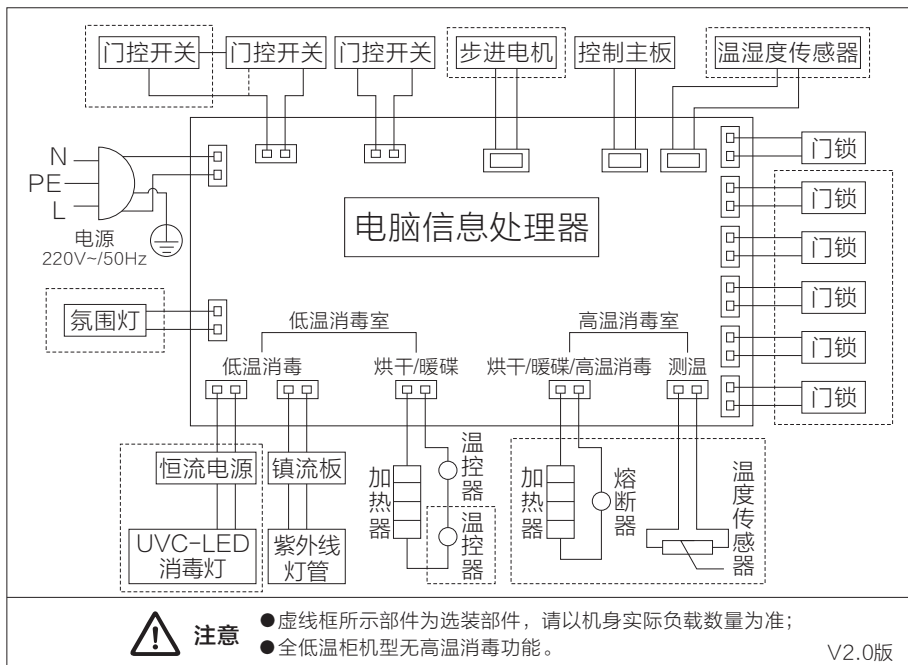 门控开关 门控开关 门控开关 步进电机 控制主板 温湿度传感器
N
PE
L
电源
220V~/50Hz
门锁
门锁
门锁
门锁
门锁
门锁
电脑信息处理器
氛围灯
低温消毒室 高温消毒室
低温消毒 烘干/暖碟 烘干/暖碟/高温消毒 测温
恒流电源 镇流板
UVC-LED
消毒灯
紫外线
灯管
加热器
温控器
温控器
加热器
熔断器
温度传感器
注意
●虚线框所示部件为选装部件，请以机身实际负载数量为准；
●全低温柜机型无高温消毒功能。
V2.0版